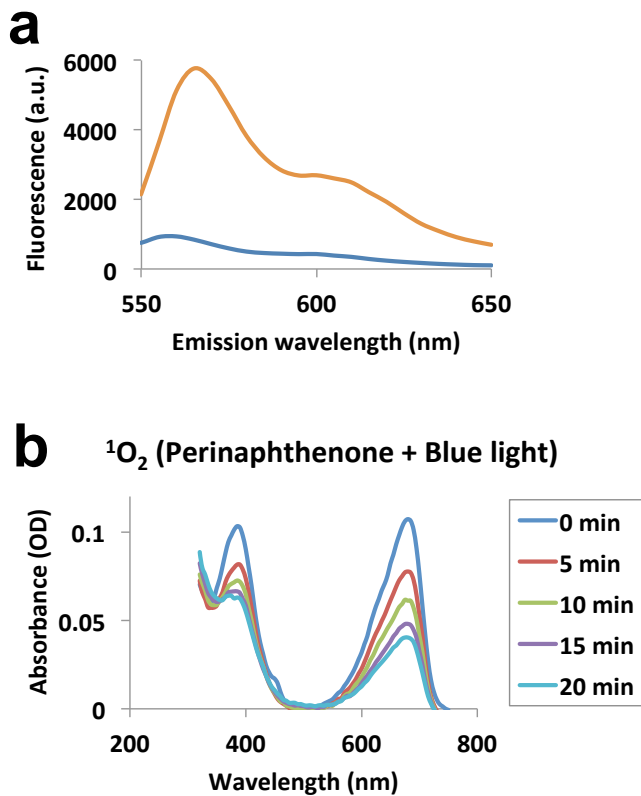 a
Fluorescence (a.u.)
6000
4000
2000
0
550
600
650
Emission wavelength (nm)
b
¹O₂ (Perinaphthenone + Blue light)
Absorbance (OD)
0.1
0.05
0
200
400
600
800
Wavelength (nm)
0 min
5 min
10 min
15 min
20 min